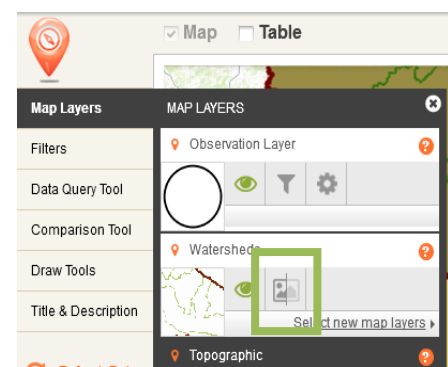 Map Table
Map Layers
MAP LAYERS
Filters
Observation Layer
Data Query Tool
Comparison Tool
Watersheds
Draw Tools
Title & Description
Select new map layers
Topographic